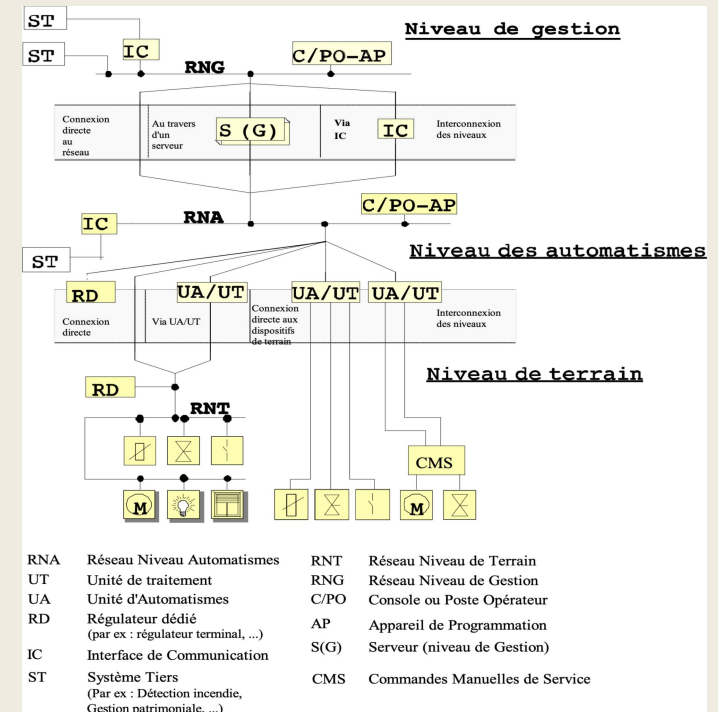 ST
Niveau de gestion
ST
IC
C/PO-AP
RNG
Connexion
directe
au
réseau
Au travers
d'un
serveur
S (G)
Via
IC
IC
Interconnexion
des niveaux
C/PO-AP
IC
RNA
ST
Niveau des automatismes
RD
UA/UT
UA/UT
UA/UT
Connexion
directe
Via UA/UT
Connexion
directe aux
dispositifs
de terrain
Interconnexion
des niveaux
Niveau de terrain
RD
RNT
CMS
M
M
RNA Réseau Niveau Automatismes
UT Unité de traitement
UA Unité d'Automatismes
RD Régulateur dédié
(par ex : régulateur terminal, ...)
IC Interface de Communication
ST Système Tiers
(Par ex : Détection incendie,
Gestion patrimoniale, ...)
RNT Réseau Niveau de Terrain
RNG Réseau Niveau de Gestion
C/PO Console ou Poste Opérateur
AP Appareil de Programmation
S(G) Serveur (niveau de Gestion)
CMS Commandes Manuelles de Service